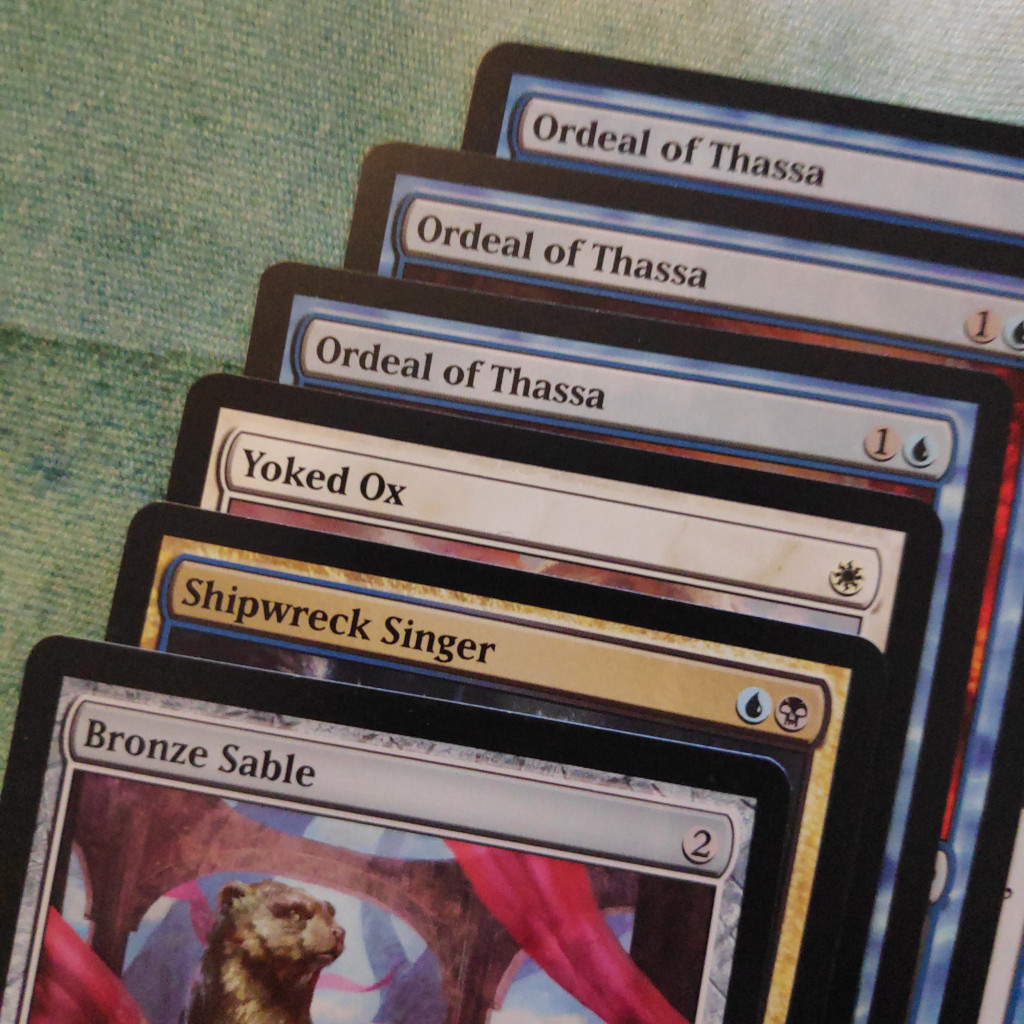 Ordeal of Thassa
Ordeal of Thassa
1
Ordeal of Thassa
1
Yoked Ox
Shipwreck Singer
Bronze Sable
2